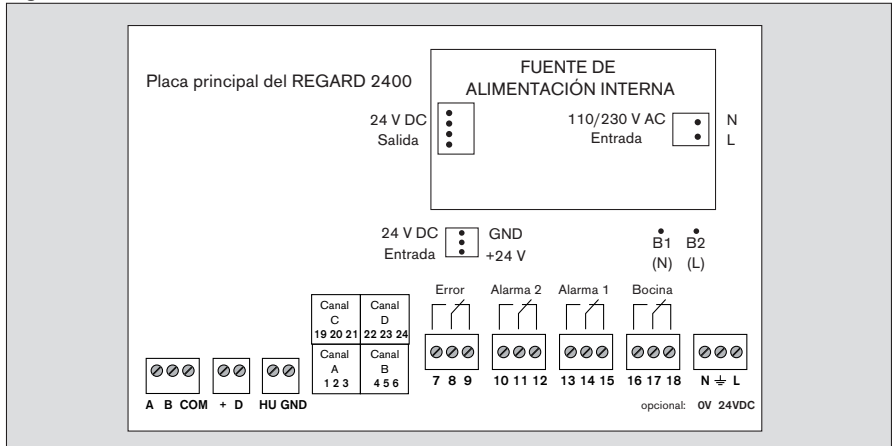 FUENTE DE
ALIMENTACIÓN INTERNA
Placa principal del REGARD 2400
24 V DC
Salida
110/230 V AC
Entrada
N
L
24 V DC
Entrada
GND
+24 V
B1
(N)
B2
(L)
Error
Alarma 2
Alarma 1
Bocina
Canal
C
19 20 21
Canal
D
22 23 24
Canal
A
1 2 3
Canal
B
4 5 6
A B COM
+ D
HU GND
7 8 9
10 11 12
13 14 15
16 17 18
N ⏚ L
opcional: 0V 24VDC